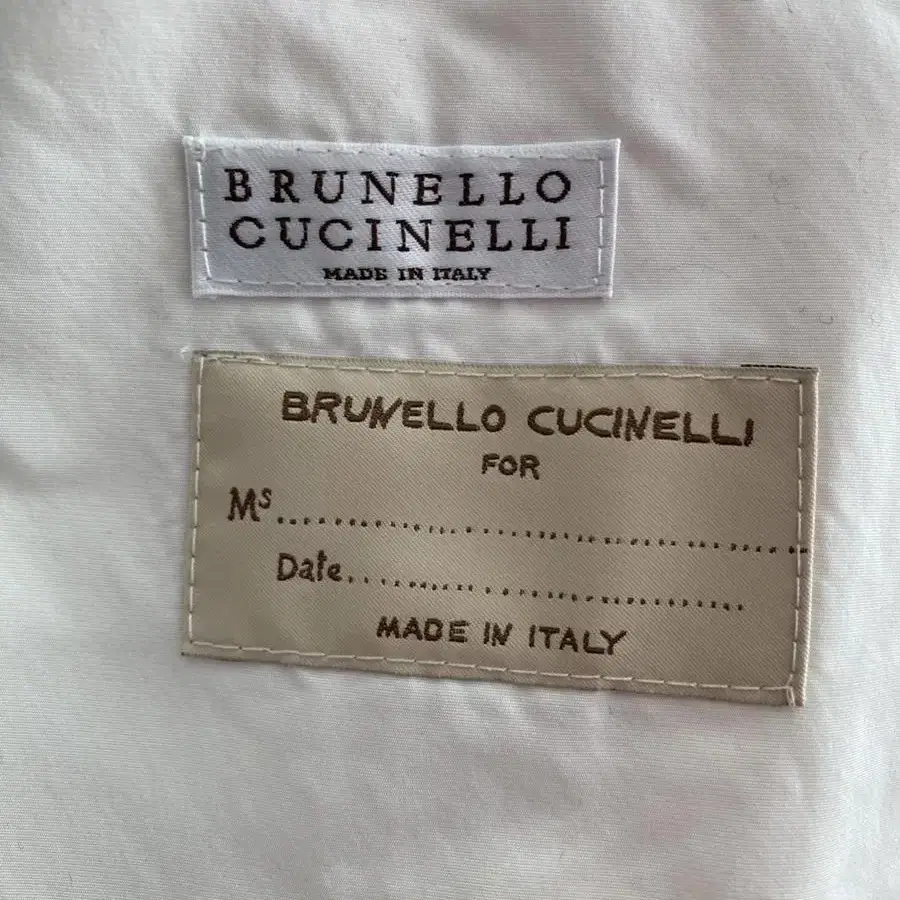 BRUNELLO
CUCINELLI
MADE IN ITALY
BRUNELLO CUCINELLI
FOR
Ms..............................................
Date......................................
MADE IN ITALY